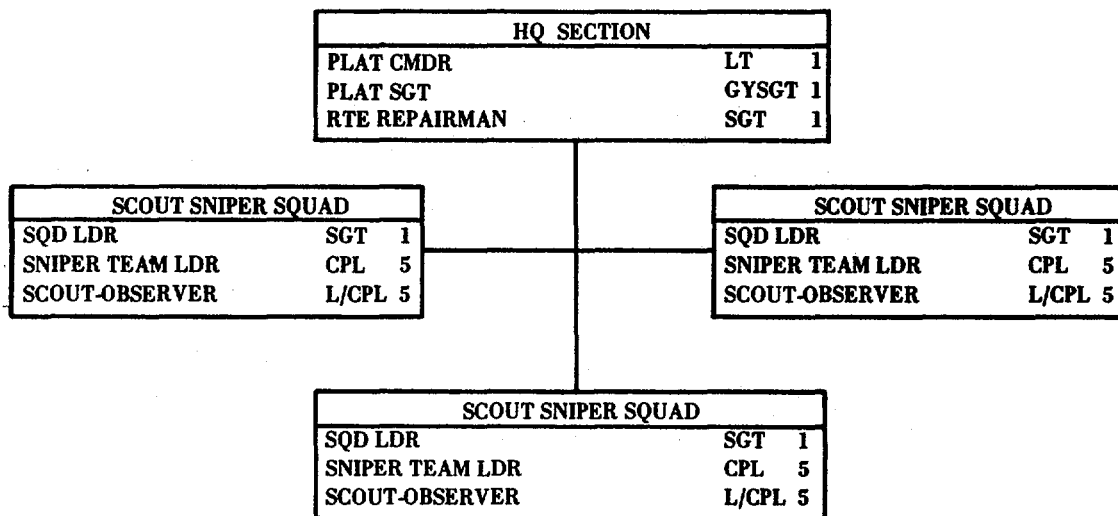 HQ SECTION
PLAT CMDR LT 1
PLAT SGT GYSGT 1
RTE REPAIRMAN SGT 1
SCOUT SNIPER SQUAD
SQD LDR SGT 1
SNIPER TEAM LDR CPL 5
SCOUT-OBSERVER L/CPL 5
SCOUT SNIPER SQUAD
SQD LDR SGT 1
SNIPER TEAM LDR CPL 5
SCOUT-OBSERVER L/CPL 5
SCOUT SNIPER SQUAD
SQD LDR SGT 1
SNIPER TEAM LDR CPL 5
SCOUT-OBSERVER L/CPL 5